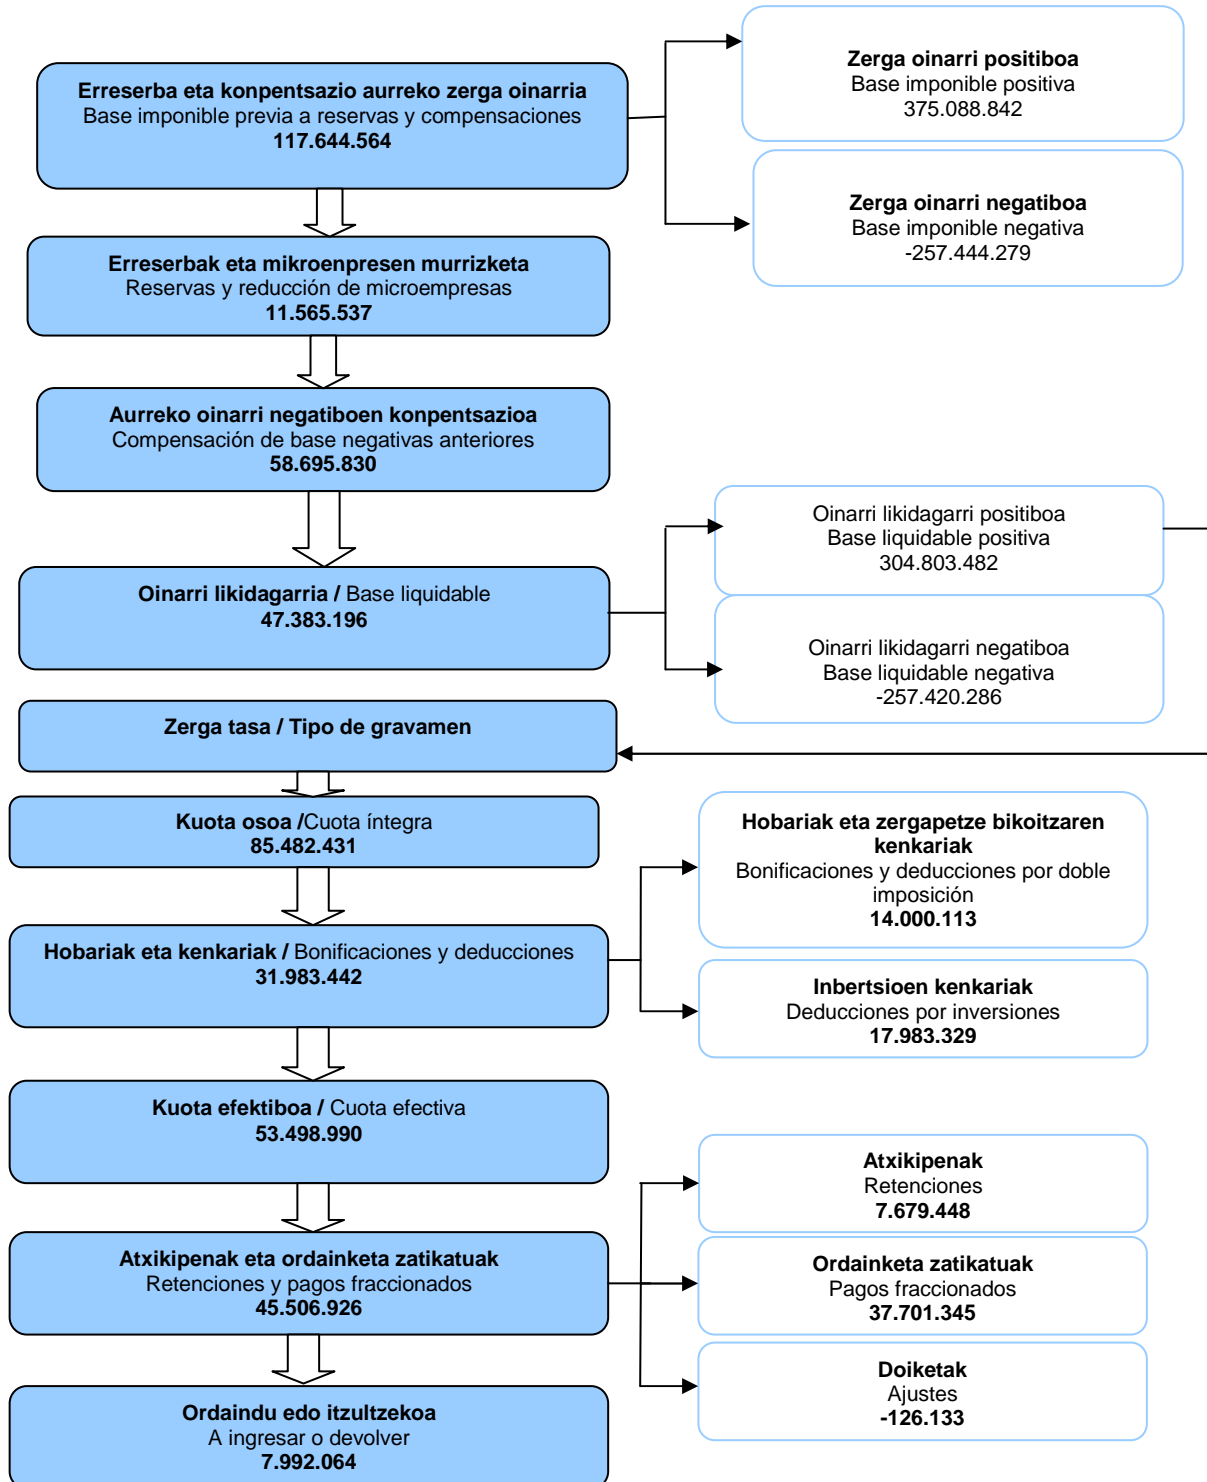 Erreserba eta konpentsazio aurreko zerga oinarria
Base imponible previa a reservas y compensaciones
117.644.564
Zerga oinarri positiboa
Base imponible positiva
375.088.842
Zerga oinarri negatiboa
Base imponible negativa
-257.444.279
Erreserbak eta mikroenpresen murrizketa
Reservas y reducción de microempresas
11.565.537
Aurreko oinarri negatiboen konpentsazioa
Compensación de base negativas anteriores
58.695.830
Oinarri likidagarria / Base liquidable
47.383.196
Oinarri likidagarri positiboa
Base liquidable positiva
304.803.482
Oinarri likidagarri negatiboa
Base liquidable negativa
-257.420.286
Zerga tasa / Tipo de gravamen
Kuota osoa /Cuota íntegra
85.482.431
Hobariak eta kenkariak / Bonificaciones y deducciones
31.983.442
Hobariak eta zergapetze bikoitzaren
kenkariak
Bonificaciones y deducciones por doble
imposición
14.000.113
Inbertsioen kenkariak
Deducciones por inversiones
17.983.329
Kuota efektiboa / Cuota efectiva
53.498.990
Atxikipenak eta ordainketa zatikatuak
Retenciones y pagos fraccionados
45.506.926
Atxikipenak
Retenciones
7.679.448
Ordainketa zatikatuak
Pagos fraccionados
37.701.345
Doiketak
Ajustes
-126.133
Ordaindu edo itzultzekoa
A ingresar o devolver
7.992.064